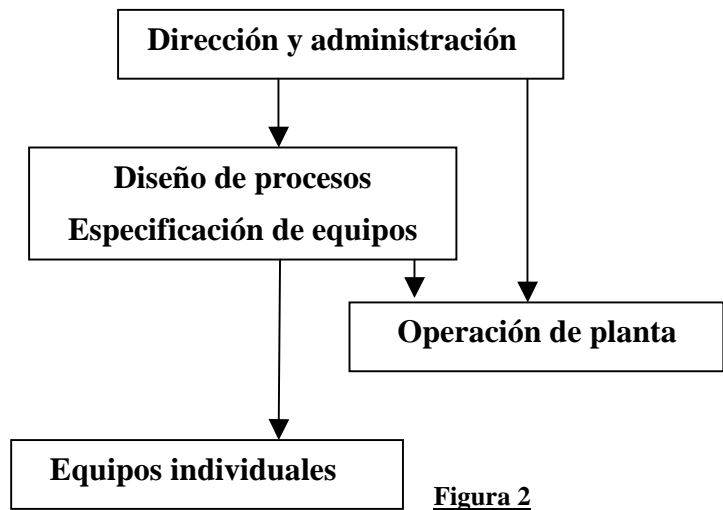 Dirección y administración
Diseño de procesos
Especificación de equipos
Operación de planta
Equipos individuales
Figura 2